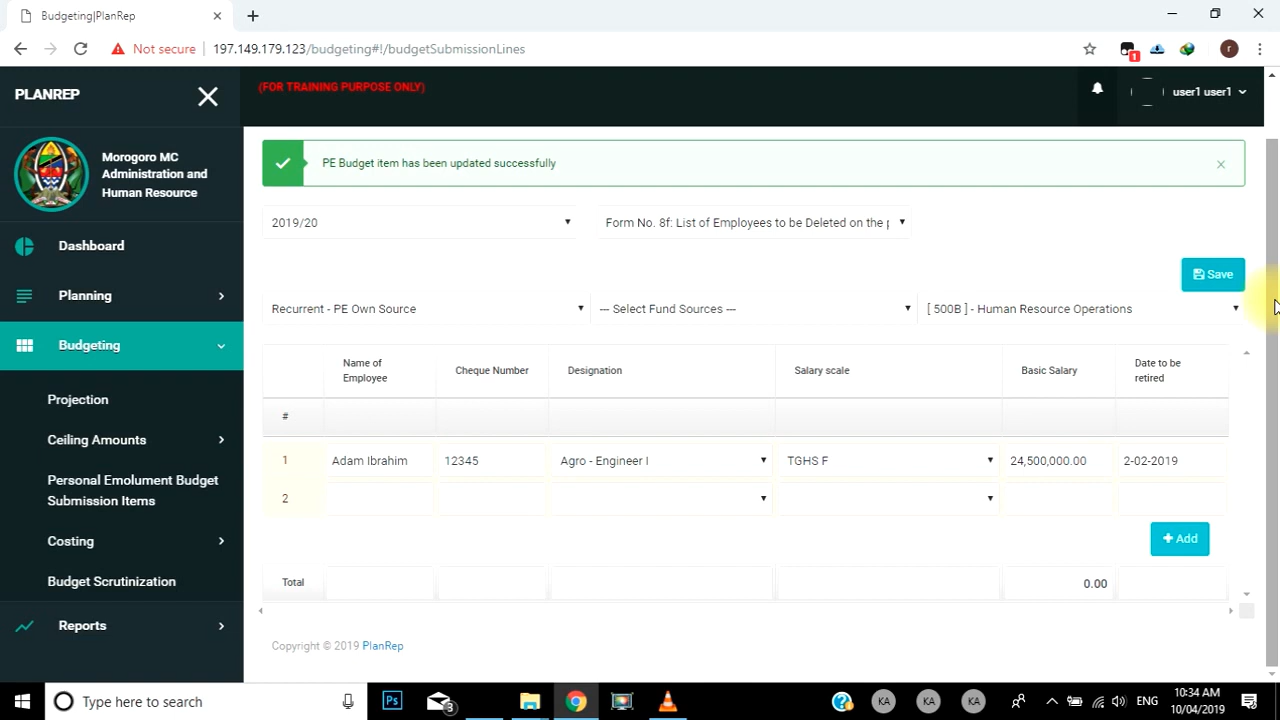 Budgeting|PlanRep
Not secure
197.149.179.123/budgeting#!/budgetSubmissionLines
1
r
PLANREP
(FOR TRAINING PURPOSE ONLY)
user1 user1
Morogoro MC
Administration and
Human Resource
PE Budget item has been updated successfully
2019/20
Form No. 8f: List of Employees to be Deleted on the p
Save
Recurrent - PE Own Source
--- Select Fund Sources ---
[ 500B ] - Human Resource Operations
Dashboard
Planning
Budgeting
Projection
Ceiling Amounts
Personal Emolument Budget
Submission Items
Costing
Budget Scrutinization
Reports
Name of
Employee
Cheque Number
Designation
Salary scale
Basic Salary
Date to be
retired
#
1 Adam Ibrahim 12345 Agro - Engineer I TGHS F 24,500,000.00 2-02-2019
2
Add
Total 0.00
Copyright © 2019 PlanRep
Type here to search
Ps
3
KA
KA
KA
ENG
10:34 AM
10/04/2019